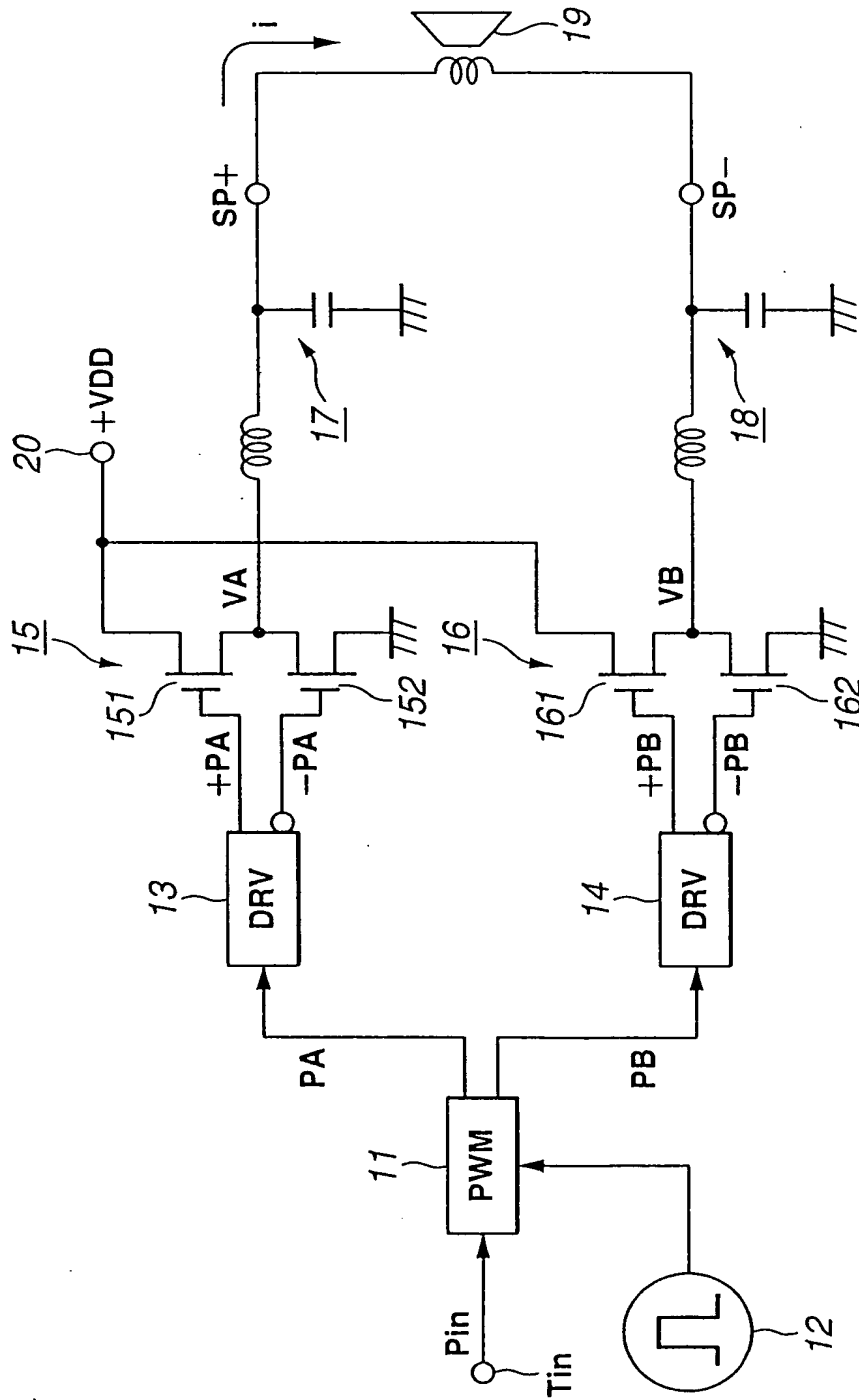 20
+VDD
15
151
VA
17
SP+
i
+PA
-PA
152
13
DRV
19
PA
11
PWM
Pin
Tin
12
PB
16
161
VB
18
SP-
+PB
-PB
162
14
DRV